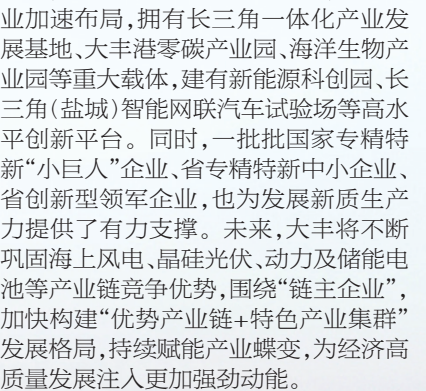 业加速布局,拥有长三角一体化产业发
展基地、大丰港零碳产业园、海洋生物产
业园等重大载体,建有新能源科创园、长
三角(盐城)智能网联汽车试验场等高水
平创新平台。同时,一批批国家专精特
新“小巨人”企业、省专精特新中小企业、
省创新型领军企业,也为发展新质生产
力提供了有力支撑。未来,大丰将不断
巩固海上风电、晶硅光伏、动力及储能电
池等产业链竞争优势,围绕“链主企业”,
加快构建“优势产业链+特色产业集群”
发展格局,持续赋能产业蝶变,为经济高
质量发展注入更加强劲动能。